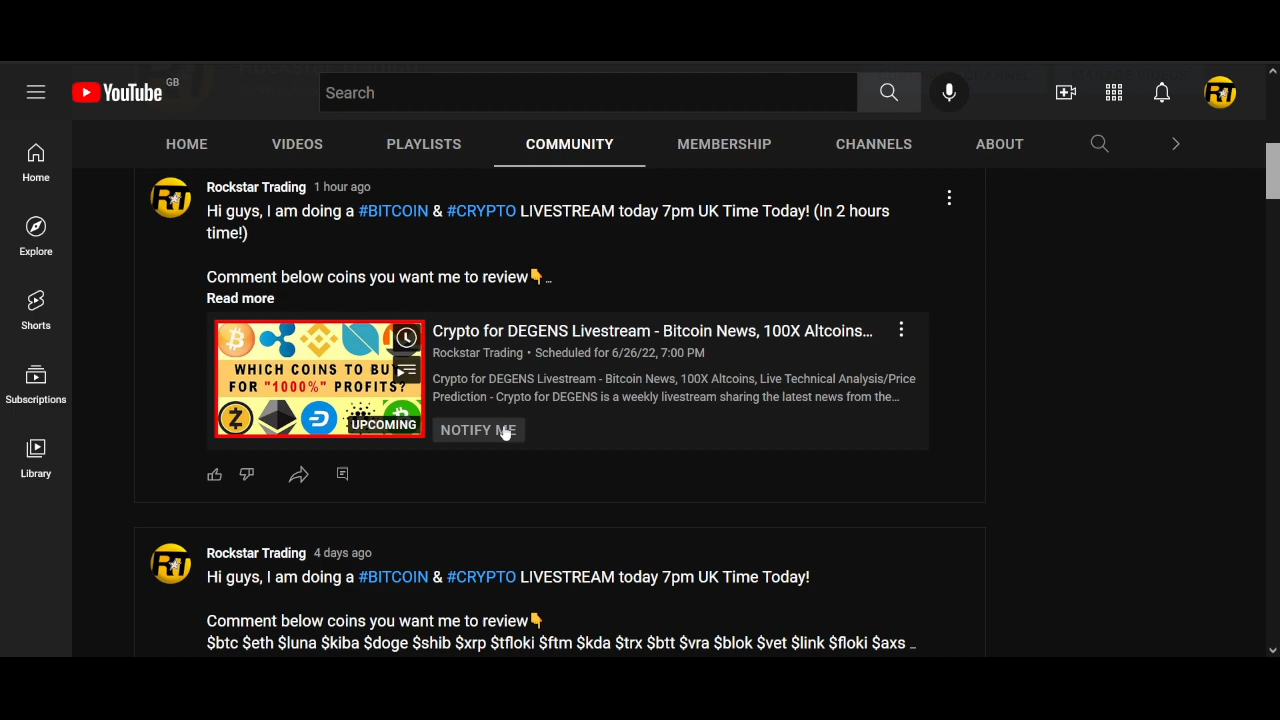 YouTube GB
Search
HOME VIDEOS PLAYLISTS COMMUNITY MEMBERSHIP CHANNELS ABOUT
Home
Explore
Shorts
Subscriptions
Library
Rockstar Trading 1 hour ago
Hi guys, I am doing a #BITCOIN & #CRYPTO LIVESTREAM today 7pm UK Time Today! (In 2 hours
time!)
Comment below coins you want me to review👇...
Read more
WHICH COINS TO BUY
FOR "1000%" PROFITS?
UPCOMING
Crypto for DEGENS Livestream - Bitcoin News, 100X Altcoins...
Rockstar Trading • Scheduled for 6/26/22, 7:00 PM
Crypto for DEGENS Livestream - Bitcoin News, 100X Altcoins, Live Technical Analysis/Price
Prediction - Crypto for DEGENS is a weekly livestream sharing the latest news from the...
NOTIFY ME
Rockstar Trading 4 days ago
Hi guys, I am doing a #BITCOIN & #CRYPTO LIVESTREAM today 7pm UK Time Today!
Comment below coins you want me to review👇
$btc $eth $luna $kiba $doge $shib $xrp $tfloki $ftm $kda $trx $btt $vra $blok $vet $link $floki $axs ...